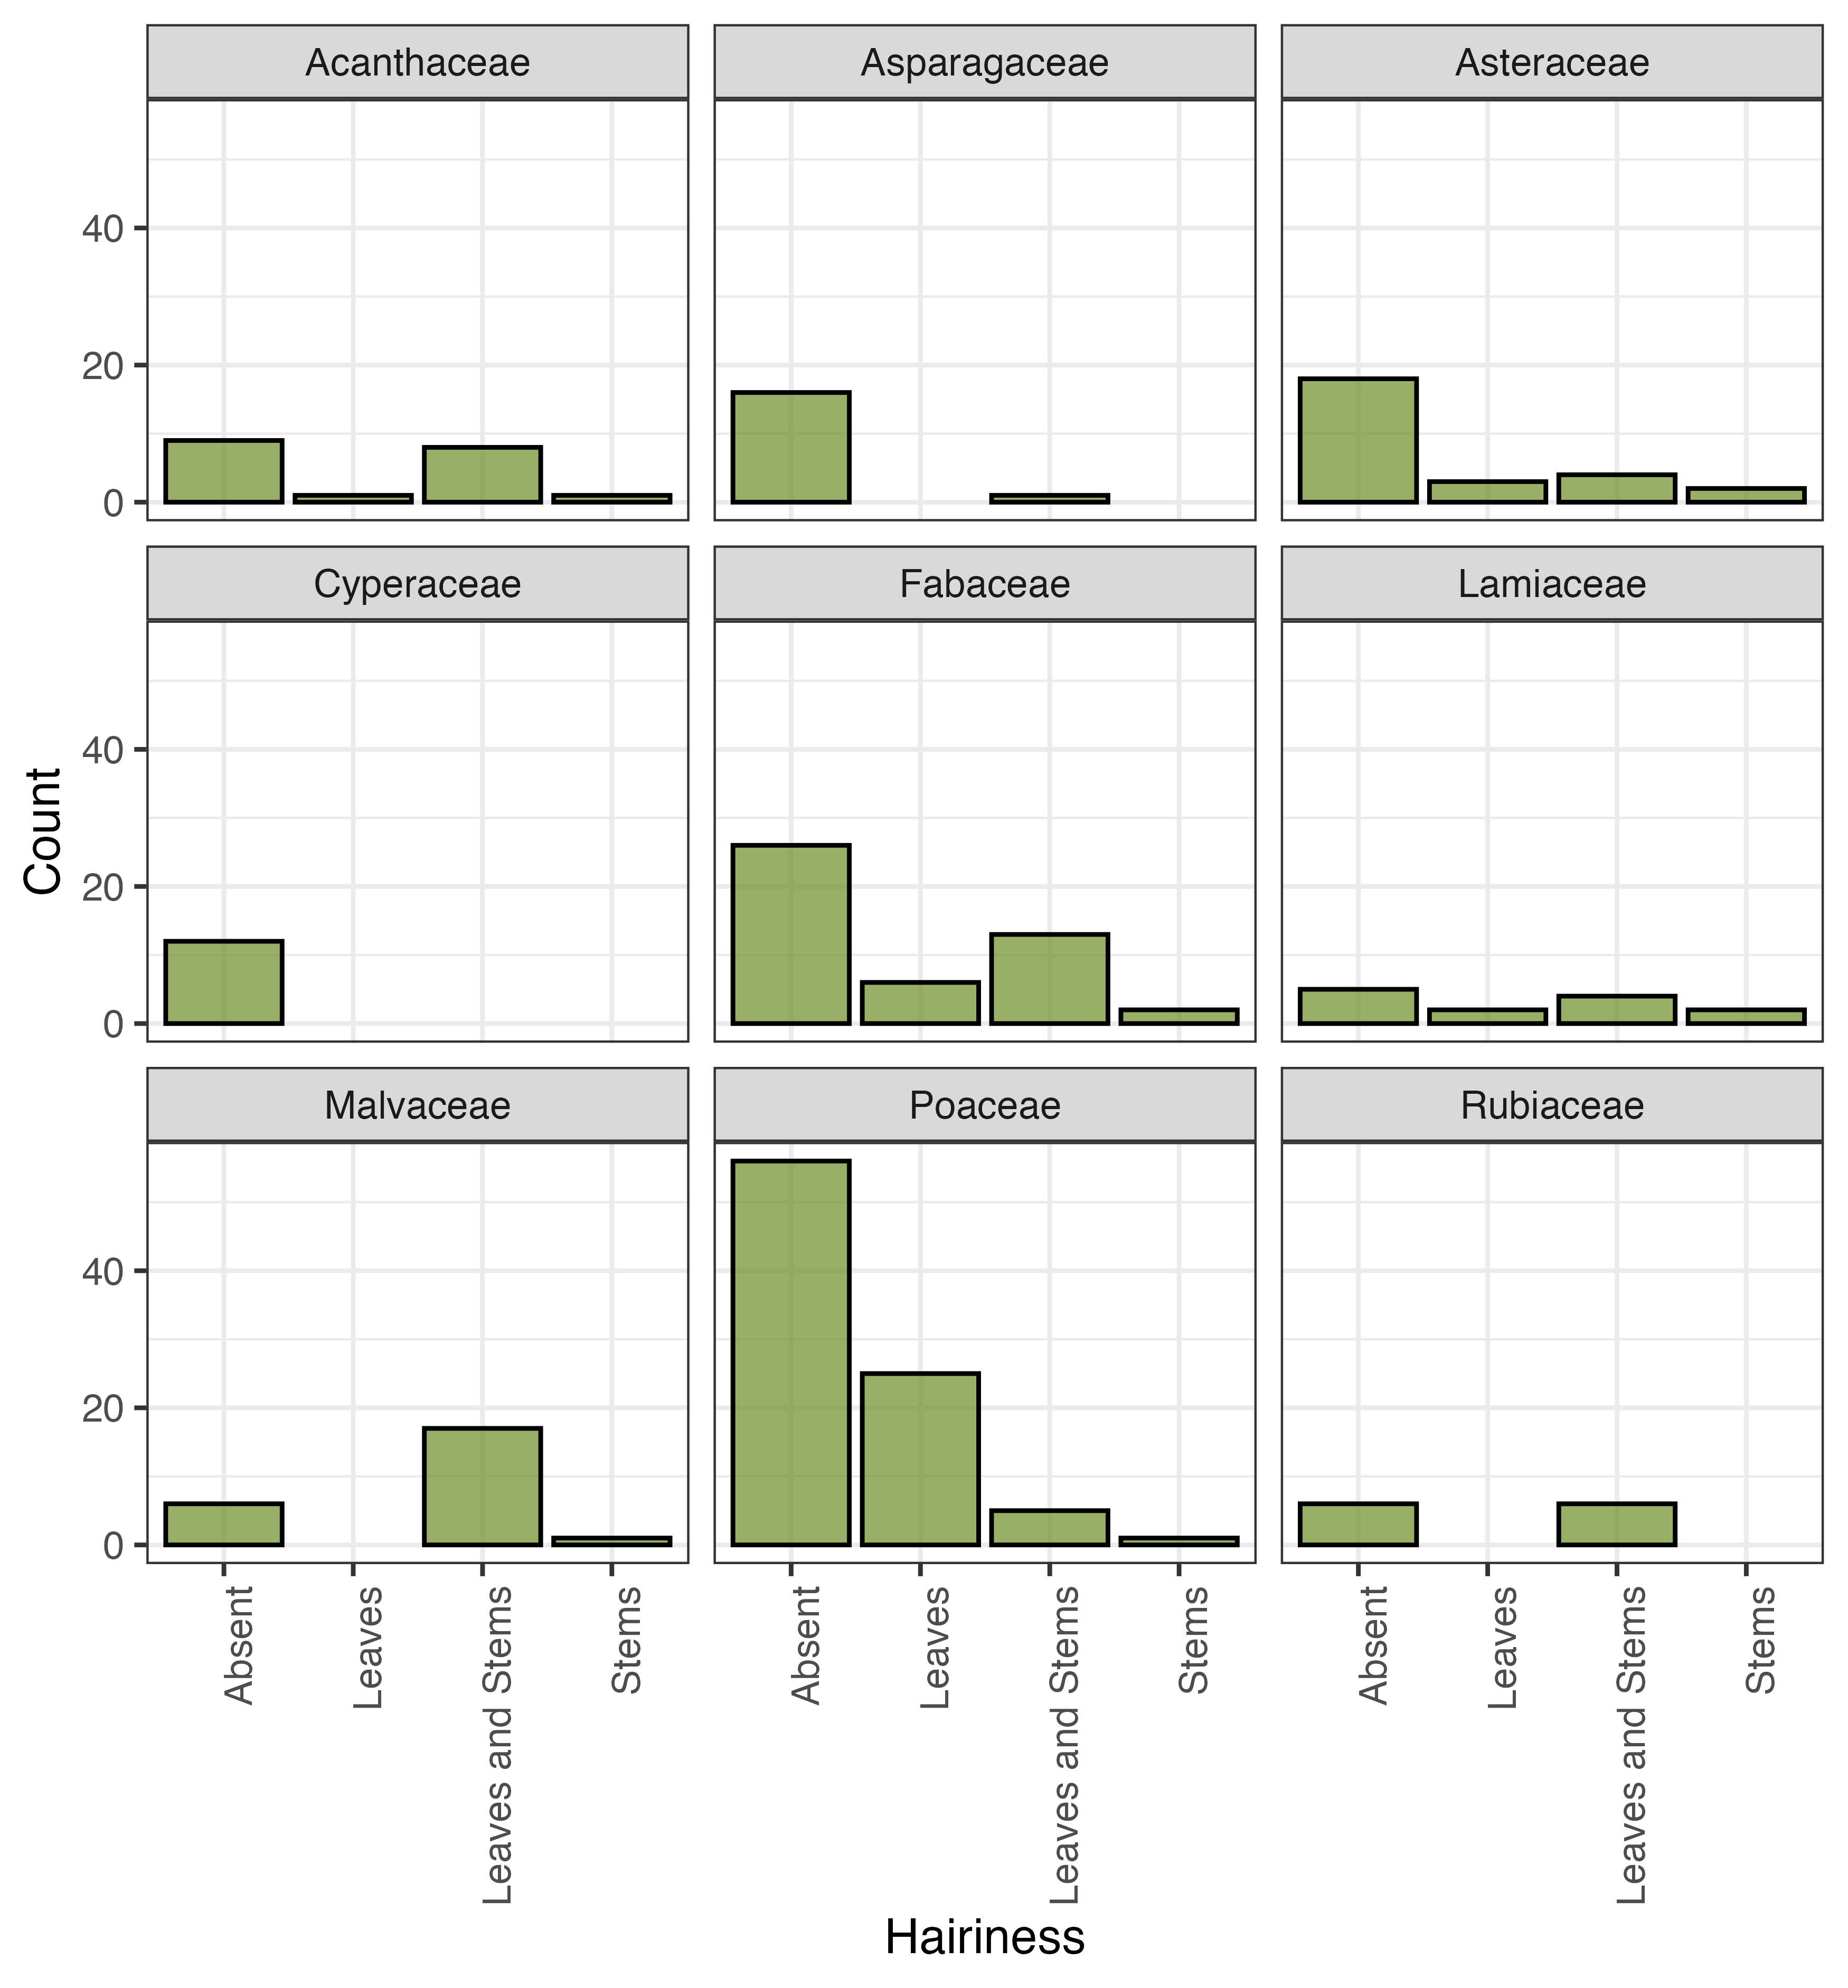 Acanthaceae Asparagaceae Asteraceae
40
20
0
Cyperaceae Fabaceae Lamiaceae
40
20
0
Malvaceae Poaceae Rubiaceae
40
20
0
Count
Absent Leaves Leaves and Stems Stems Absent Leaves Leaves and Stems Stems Absent Leaves Leaves and Stems Stems
Hairiness